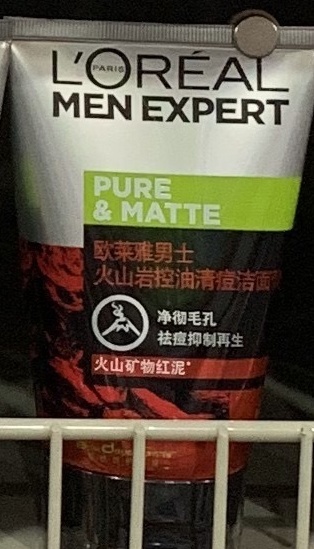 L'ORÉAL
PARIS
MEN EXPERT
PURE
& MATTE
欧莱雅男士
火山岩控油清痘洁面
净彻毛孔
祛痘抑制再生
火山矿物红泥*